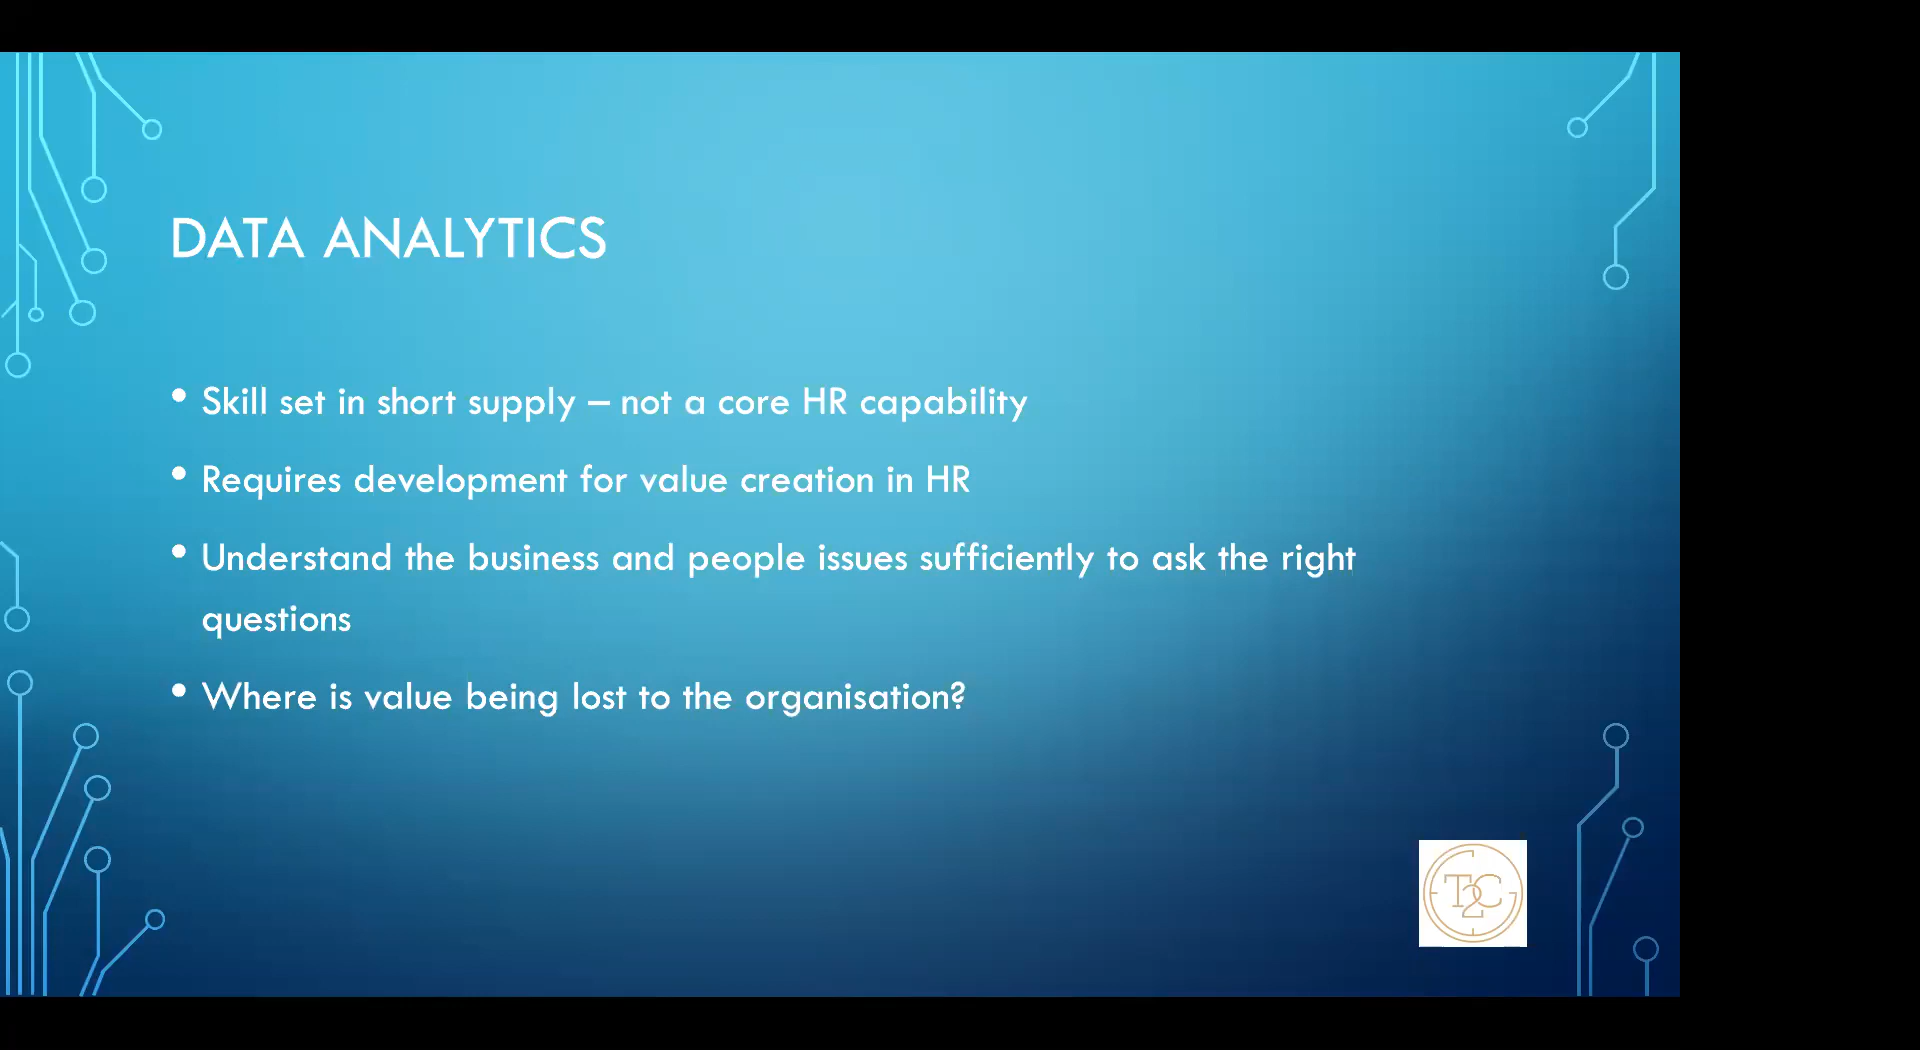 DATA ANALYTICS
• Skill set in short supply – not a core HR capability
• Requires development for value creation in HR
• Understand the business and people issues sufficiently to ask the right
questions
• Where is value being lost to the organisation?
T2C